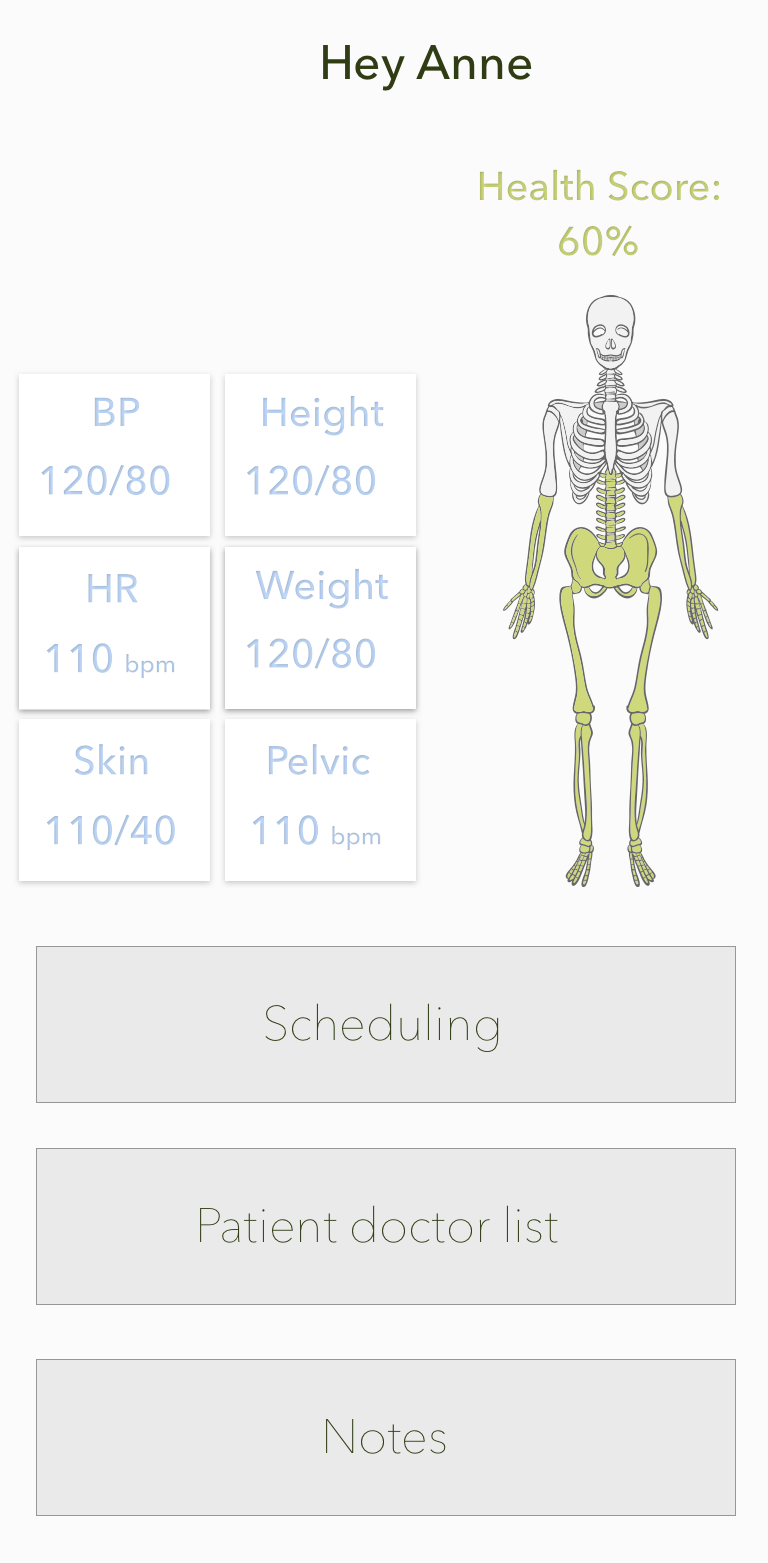 Hey Anne
Health Score:
60%
BP
120/80
Height
120/80
HR
110 bpm
Weight
120/80
Skin
110/40
Pelvic
110 bpm
Scheduling
Patient doctor list
Notes